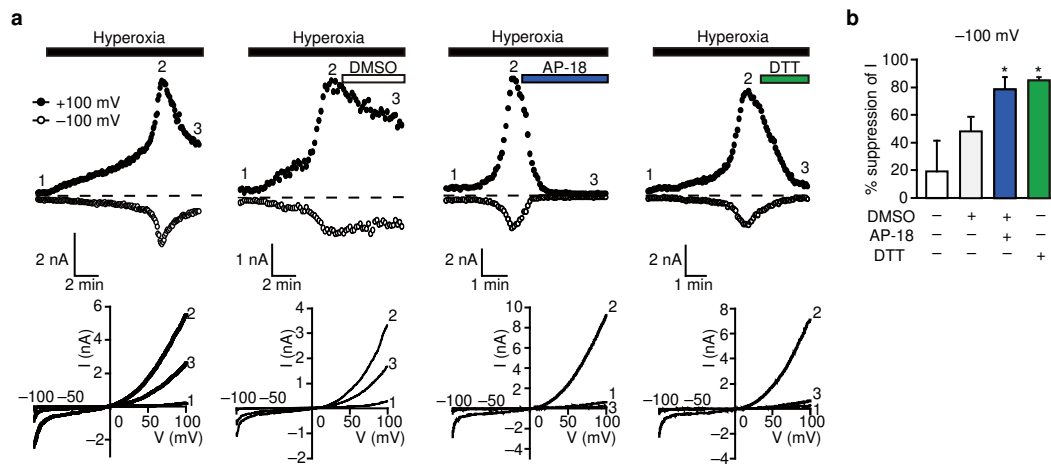 a
Hyperoxia
2
3
1
+100 mV
–100 mV
2 nA
2 min
Hyperoxia
2
DMSO
3
1
1 nA
2 min
Hyperoxia
2
AP-18
1
3
2 nA
1 min
Hyperoxia
2
DTT
1
3
2 nA
1 min
6
4
2
–2
I (nA)
–100 –50
0 50 100
V (mV)
2
3
1
4
3
2
1
–1
–2
I (nA)
–100 –50
0 50 100
V (mV)
2
3
1
10
8
6
4
2
–2
–4
I (nA)
–100 –50
0 50 100
V (mV)
2
1
3
8
6
4
2
–2
–4
I (nA)
–100 –50
0 50 100
V (mV)
2
3
1
b
–100 mV
% suppression of I
100
80
60
40
20
0
* *
DMSO – + + –
AP-18 – – + –
DTT – – – +